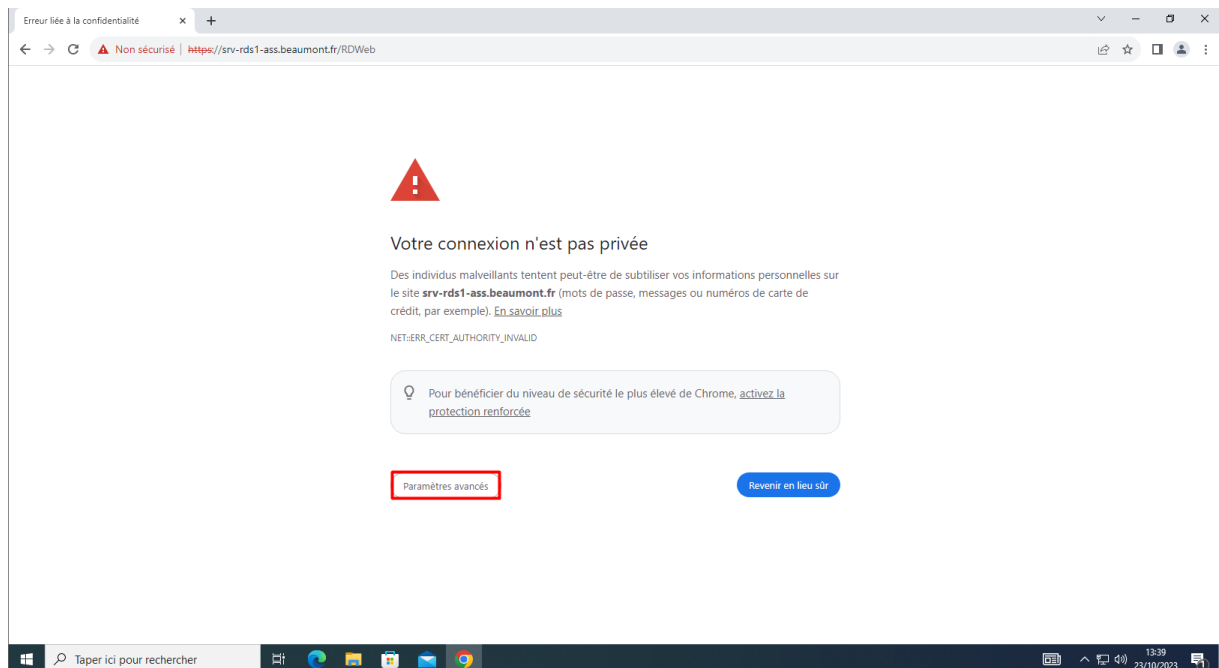 Erreur liée à la confidentialité
Non sécurisé | https://srv-rds1-ass.beaumont.fr/RDWeb
Votre connexion n'est pas privée
Des individus malveillants tentent peut-être de subtiliser vos informations personnelles sur
le site srv-rds1-ass.beaumont.fr (mots de passe, messages ou numéros de carte de
crédit, par exemple). En savoir plus
NET::ERR_CERT_AUTHORITY_INVALID
Pour bénéficier du niveau de sécurité le plus élevé de Chrome, activez la
protection renforcée
Paramètres avancés
Revenir en lieu sûr
Taper ici pour rechercher
13:39
23/10/2023
1